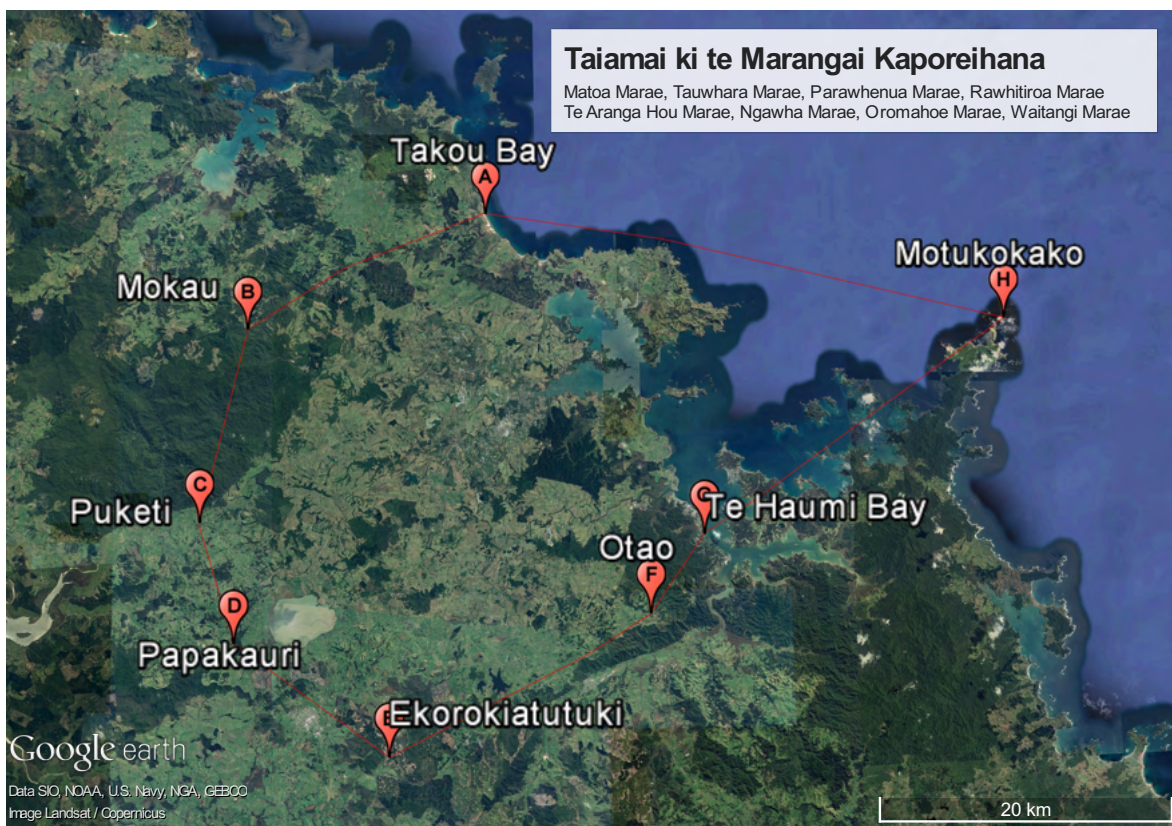 Taiamai ki te Marangai Kaporeihana
Matoa Marae, Tauwhara Marae, Parawhenua Marae, Rawhitiroa Marae
Te Aranga Hou Marae, Ngawha Marae, Oromahoe Marae, Waitangi Marae
Takou Bay
A
Motukokako
H
Mokau
B
C
Puketi
G
Te Haumi Bay
Otao
F
D
Papakauri
E
Ekorokiatutuki
Google earth
Data SIO, NOAA, U.S. Navy, NGA, GEBCO
Image Landsat / Copernicus
20 km